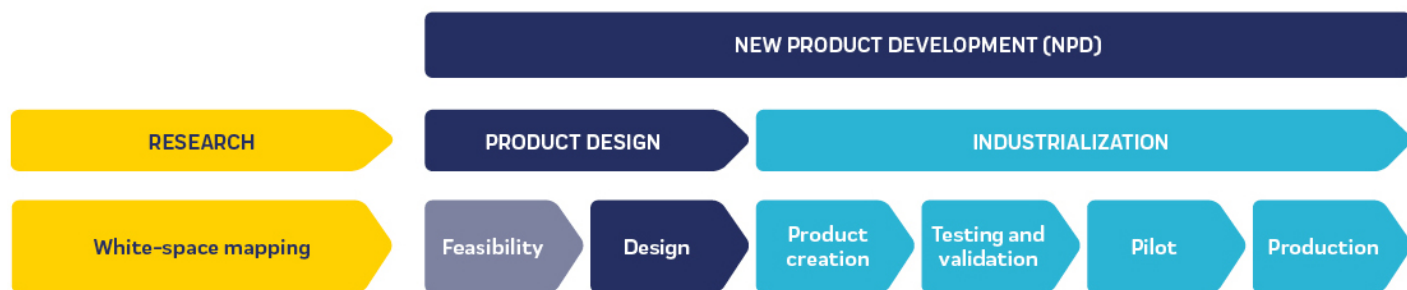 NEW PRODUCT DEVELOPMENT (NPD)
RESEARCH
PRODUCT DESIGN
INDUSTRIALIZATION
White-space mapping
Feasibility
Design
Product
creation
Testing and
validation
Pilot
Production